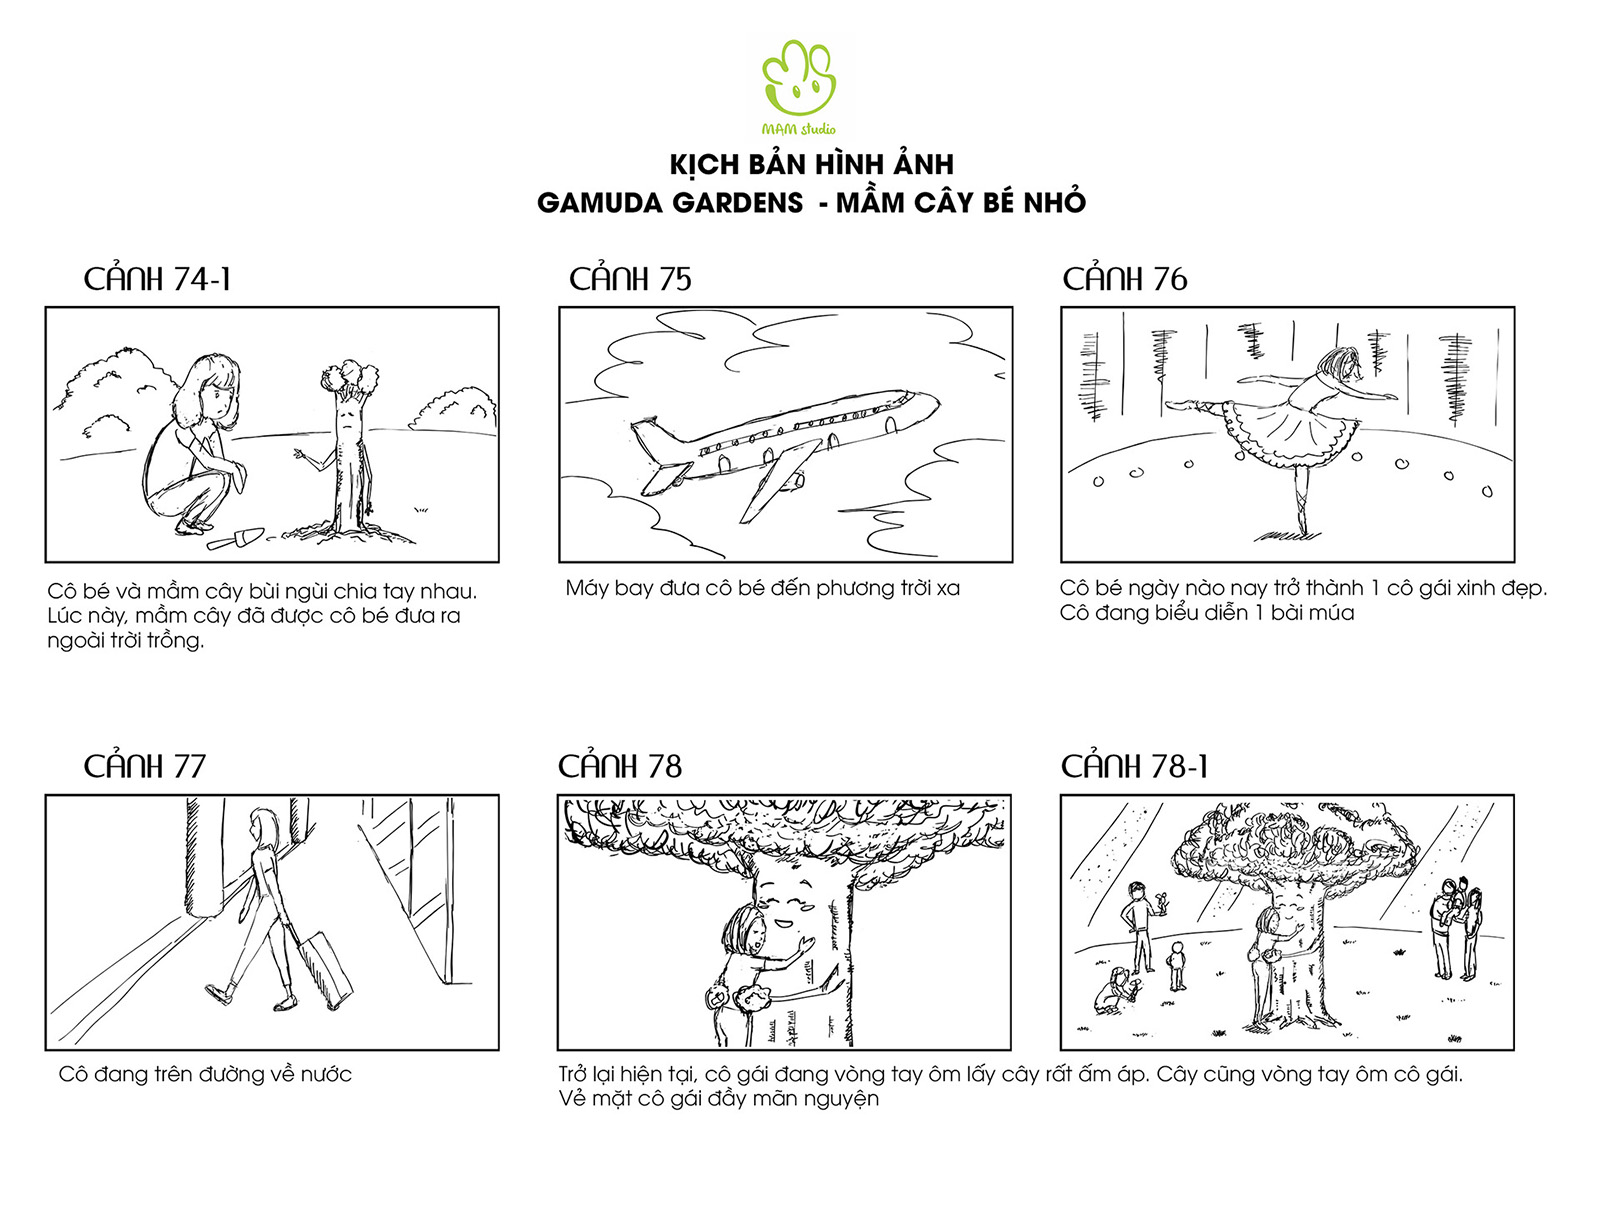 MAM studio
KỊCH BẢN HÌNH ẢNH
GAMUDA GARDENS - MẦM CÂY BÉ NHỎ
CẢNH 74-1
CẢNH 75
CẢNH 76
Cô bé và mầm cây bùi ngùi chia tay nhau.
Lúc này, mầm cây đã được cô bé đưa ra
ngoài trời trồng.
Máy bay đưa cô bé đến phương trời xa
Cô bé ngày nào nay trở thành 1 cô gái xinh đẹp.
Cô đang biểu diễn 1 bài múa
CẢNH 77
CẢNH 78
CẢNH 78-1
Cô đang trên đường về nước
Trở lại hiện tại, cô gái đang vòng tay ôm lấy cây rất ấm áp. Cây cũng vòng tay ôm cô gái.
Vẻ mặt cô gái đầy mãn nguyện